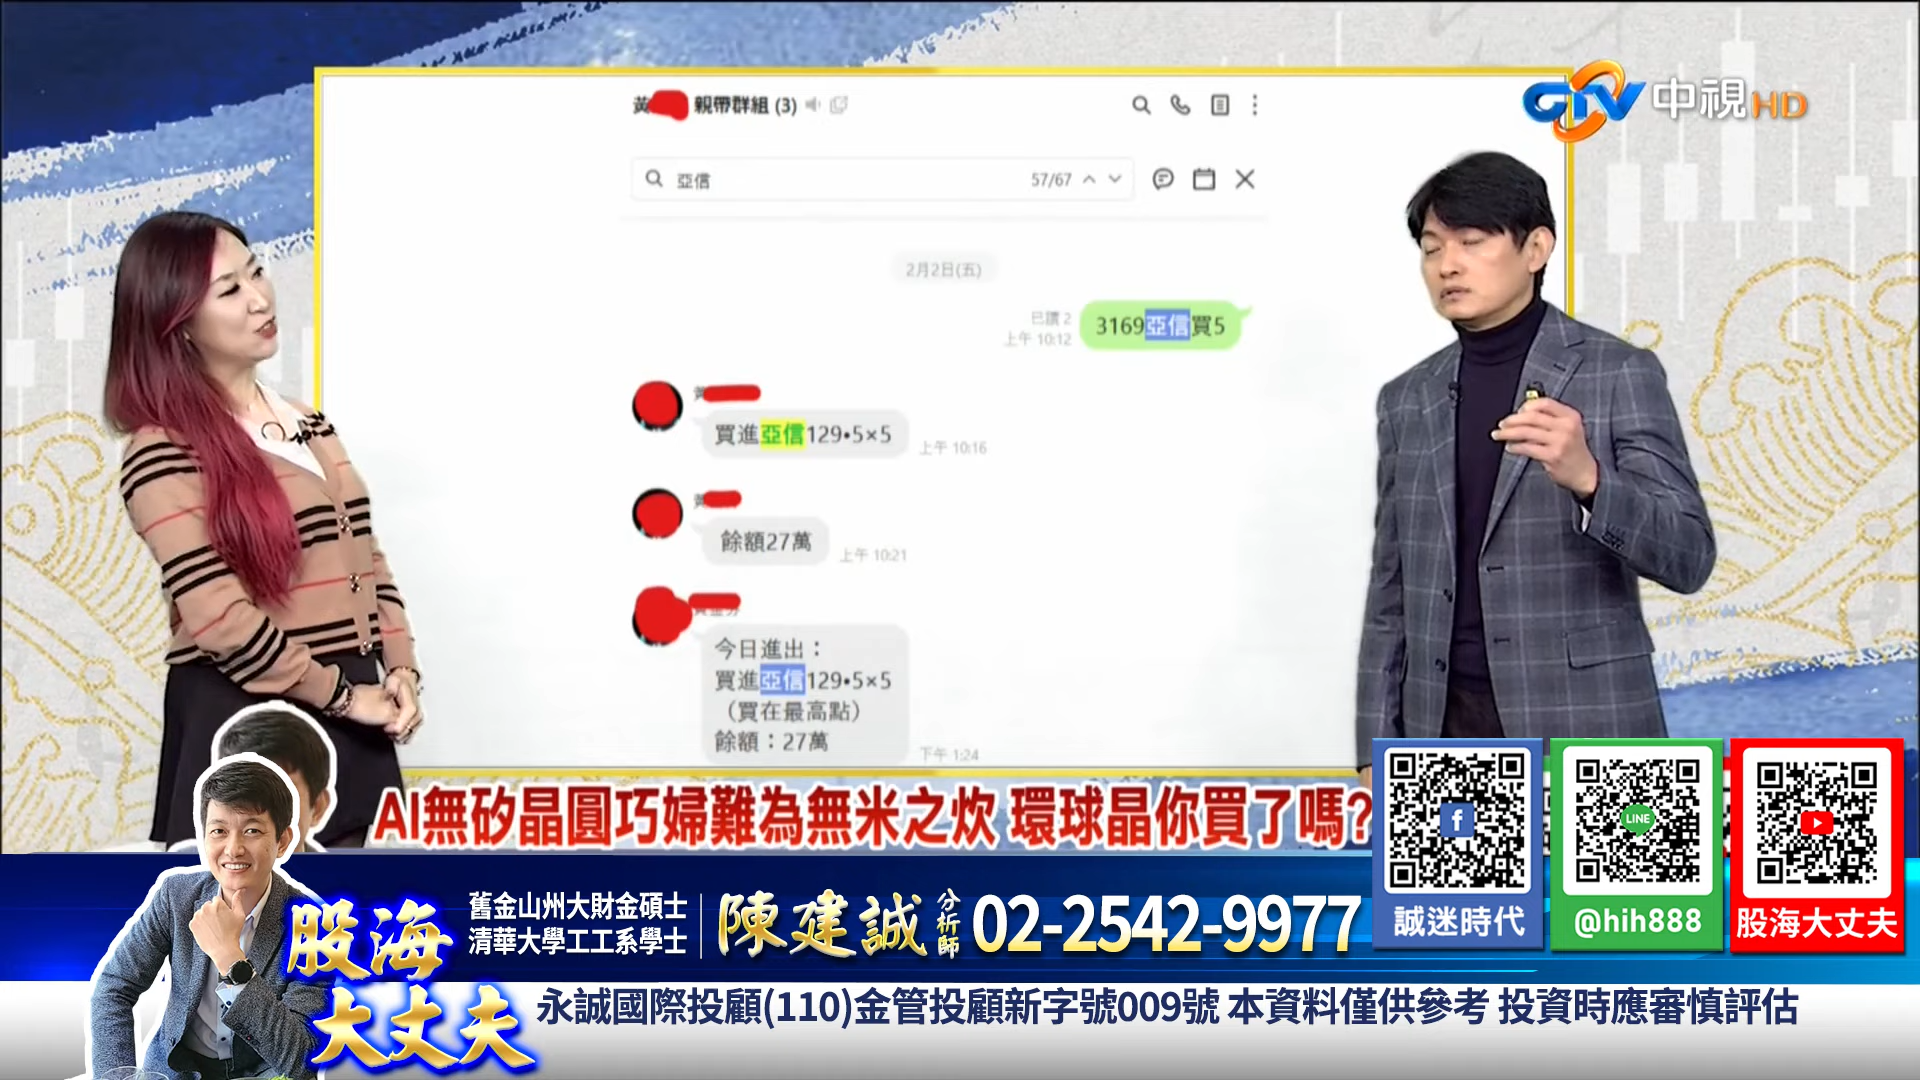 CTV中視HD
黃 親帶群組 (3)
亞信
57/67
2月2日(五)
已讀 2
上午 10:12
3169亞信買5
買進亞信129•5×5
上午 10:16
餘額27萬
上午 10:21
今日進出：
買進亞信129•5×5
（買在最高點）
餘額：27萬
下午 1:24
AI無矽晶圓巧婦難為無米之炊 環球晶你買了嗎?
股海
大丈夫
舊金山州大財金碩士
清華大學工工系學士
陳建誠
分析師
02-2542-9977
誠迷時代
LINE
@hih888
股海大丈夫
永誠國際投顧(110)金管投顧新字號009號 本資料僅供參考 投資時應審慎評估